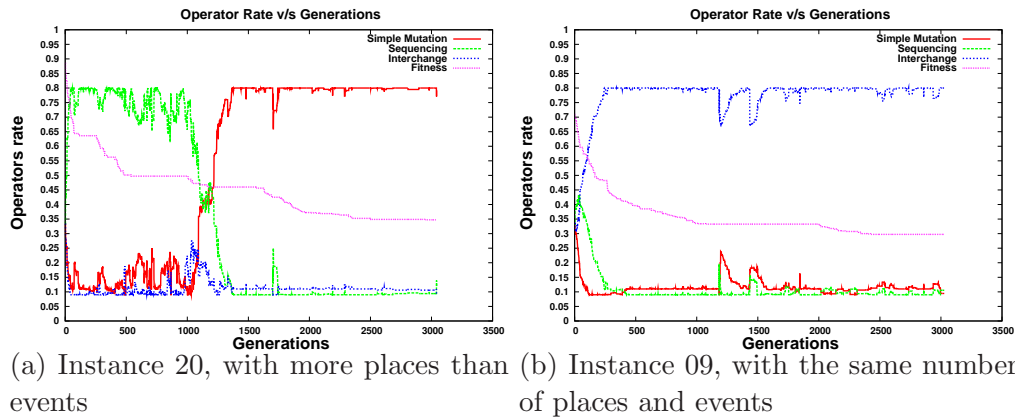 Operator Rate v/s Generations
Operators rate
1
0.95
0.9
0.85
0.8
0.75
0.7
0.65
0.6
0.55
0.5
0.45
0.4
0.35
0.3
0.25
0.2
0.15
0.1
0.05
0
Simple Mutation
Sequencing
Interchange
Fitness
0 500 1000 1500 2000 2500 3000 3500
Generations
(a) Instance 20, with more places than
events
Operator Rate v/s Generations
Operators rate
1
0.95
0.9
0.85
0.8
0.75
0.7
0.65
0.6
0.55
0.5
0.45
0.4
0.35
0.3
0.25
0.2
0.15
0.1
0.05
0
Simple Mutation
Sequencing
Interchange
Fitness
0 500 1000 1500 2000 2500 3000 3500
Generations
(b) Instance 09, with the same number
of places and events